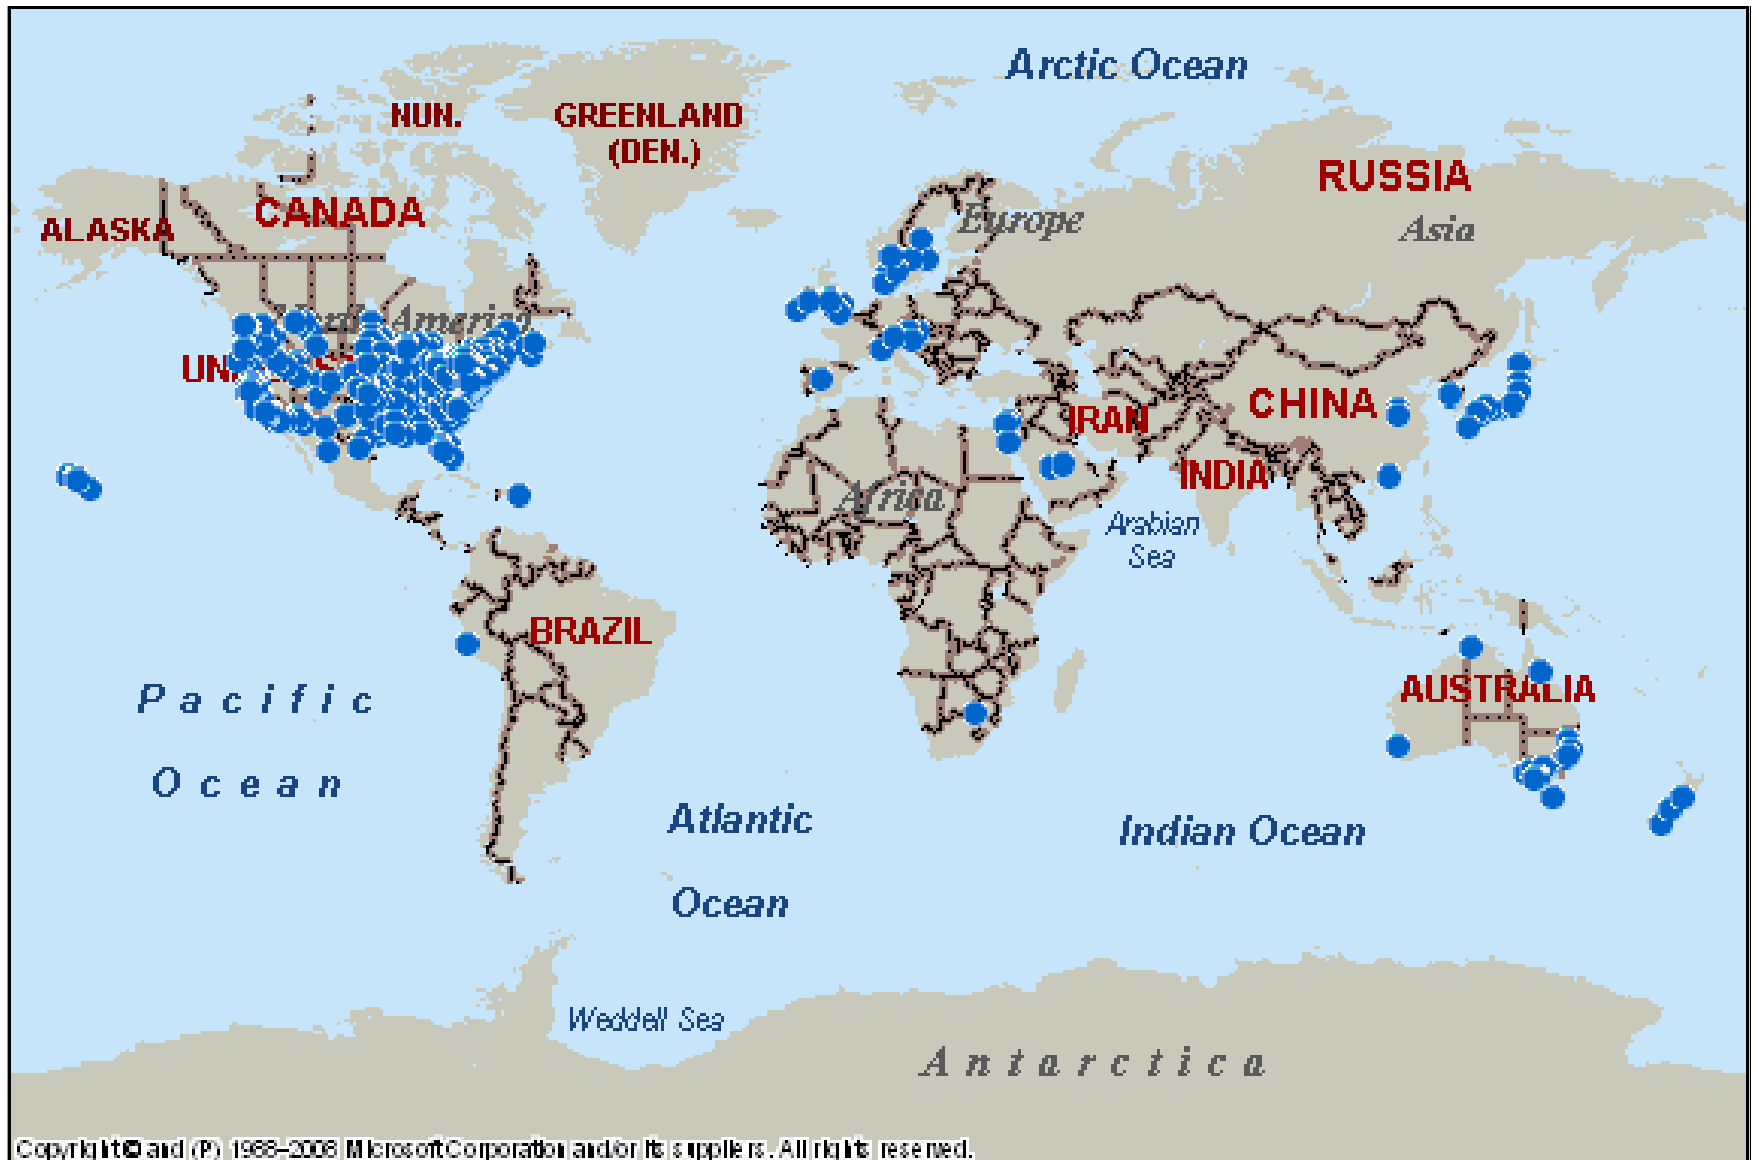 Arctic Ocean
NUN.
GREENLAND
(DEN.)
RUSSIA
CANADA
ALASKA
Europe
Asia
CHINA
IRAN
INDIA
Africa
Arabian
Sea
BRAZIL
AUSTRALIA
Pacific
Ocean
Atlantic
Ocean
Indian Ocean
Weddell Sea
Antarctica
Copyright © and (P) 1988–2006 Microsoft Corporation and/or its suppliers. All rights reserved.